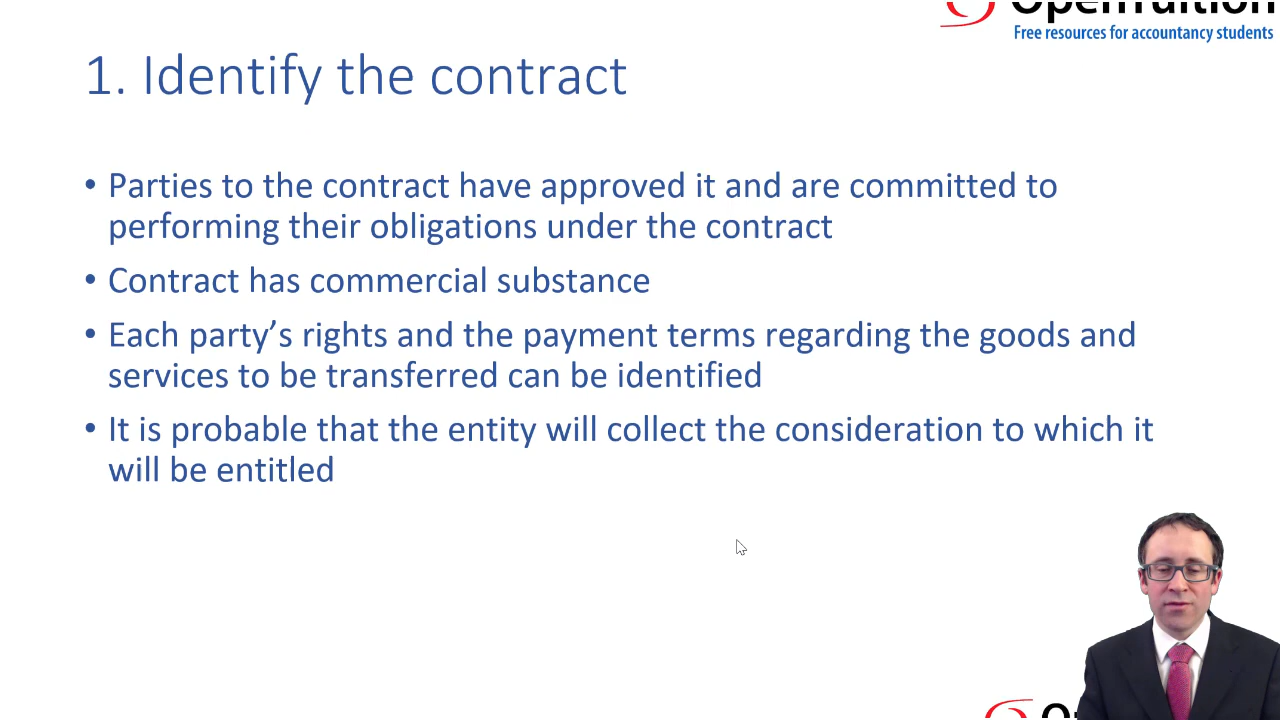 OpenTuition
Free resources for accountancy students
1. Identify the contract
• Parties to the contract have approved it and are committed to
performing their obligations under the contract
• Contract has commercial substance
• Each party’s rights and the payment terms regarding the goods and
services to be transferred can be identified
• It is probable that the entity will collect the consideration to which it
will be entitled